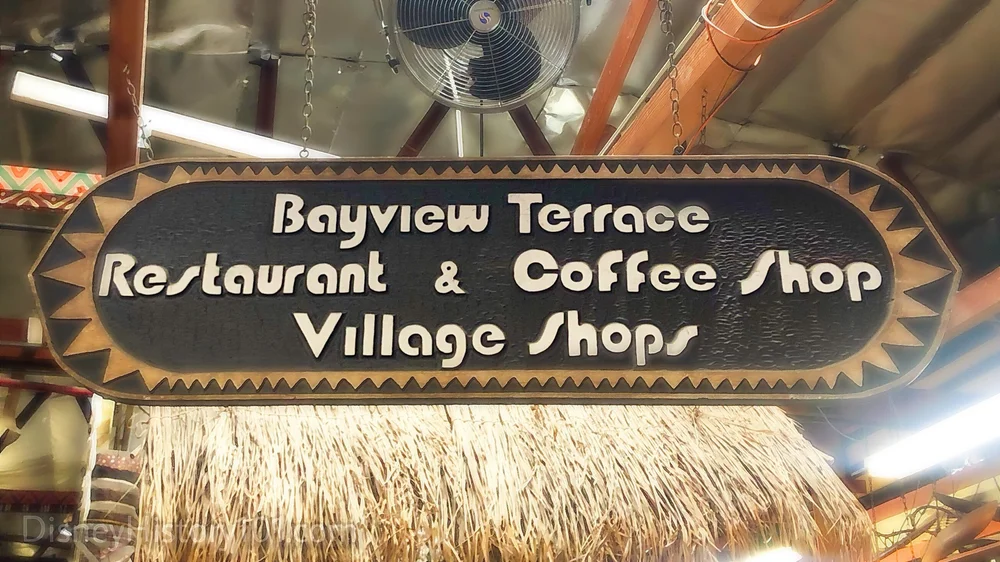 Bayview Terrace
Restaurant & Coffee Shop
Village Shops
DisneyHistory101.com